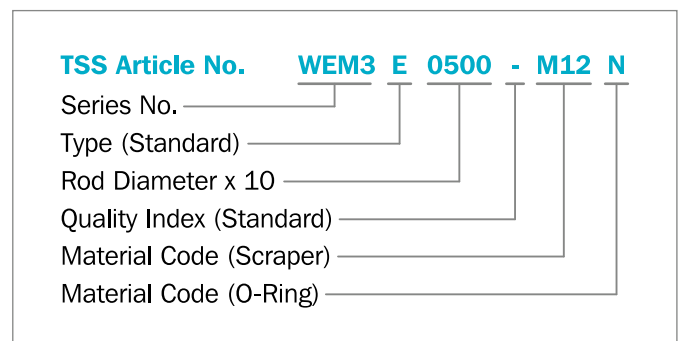 TSS Article No. WEM3 E 0500 - M12 N
Series No.
Type (Standard)
Rod Diameter x 10
Quality Index (Standard)
Material Code (Scraper)
Material Code (O-Ring)